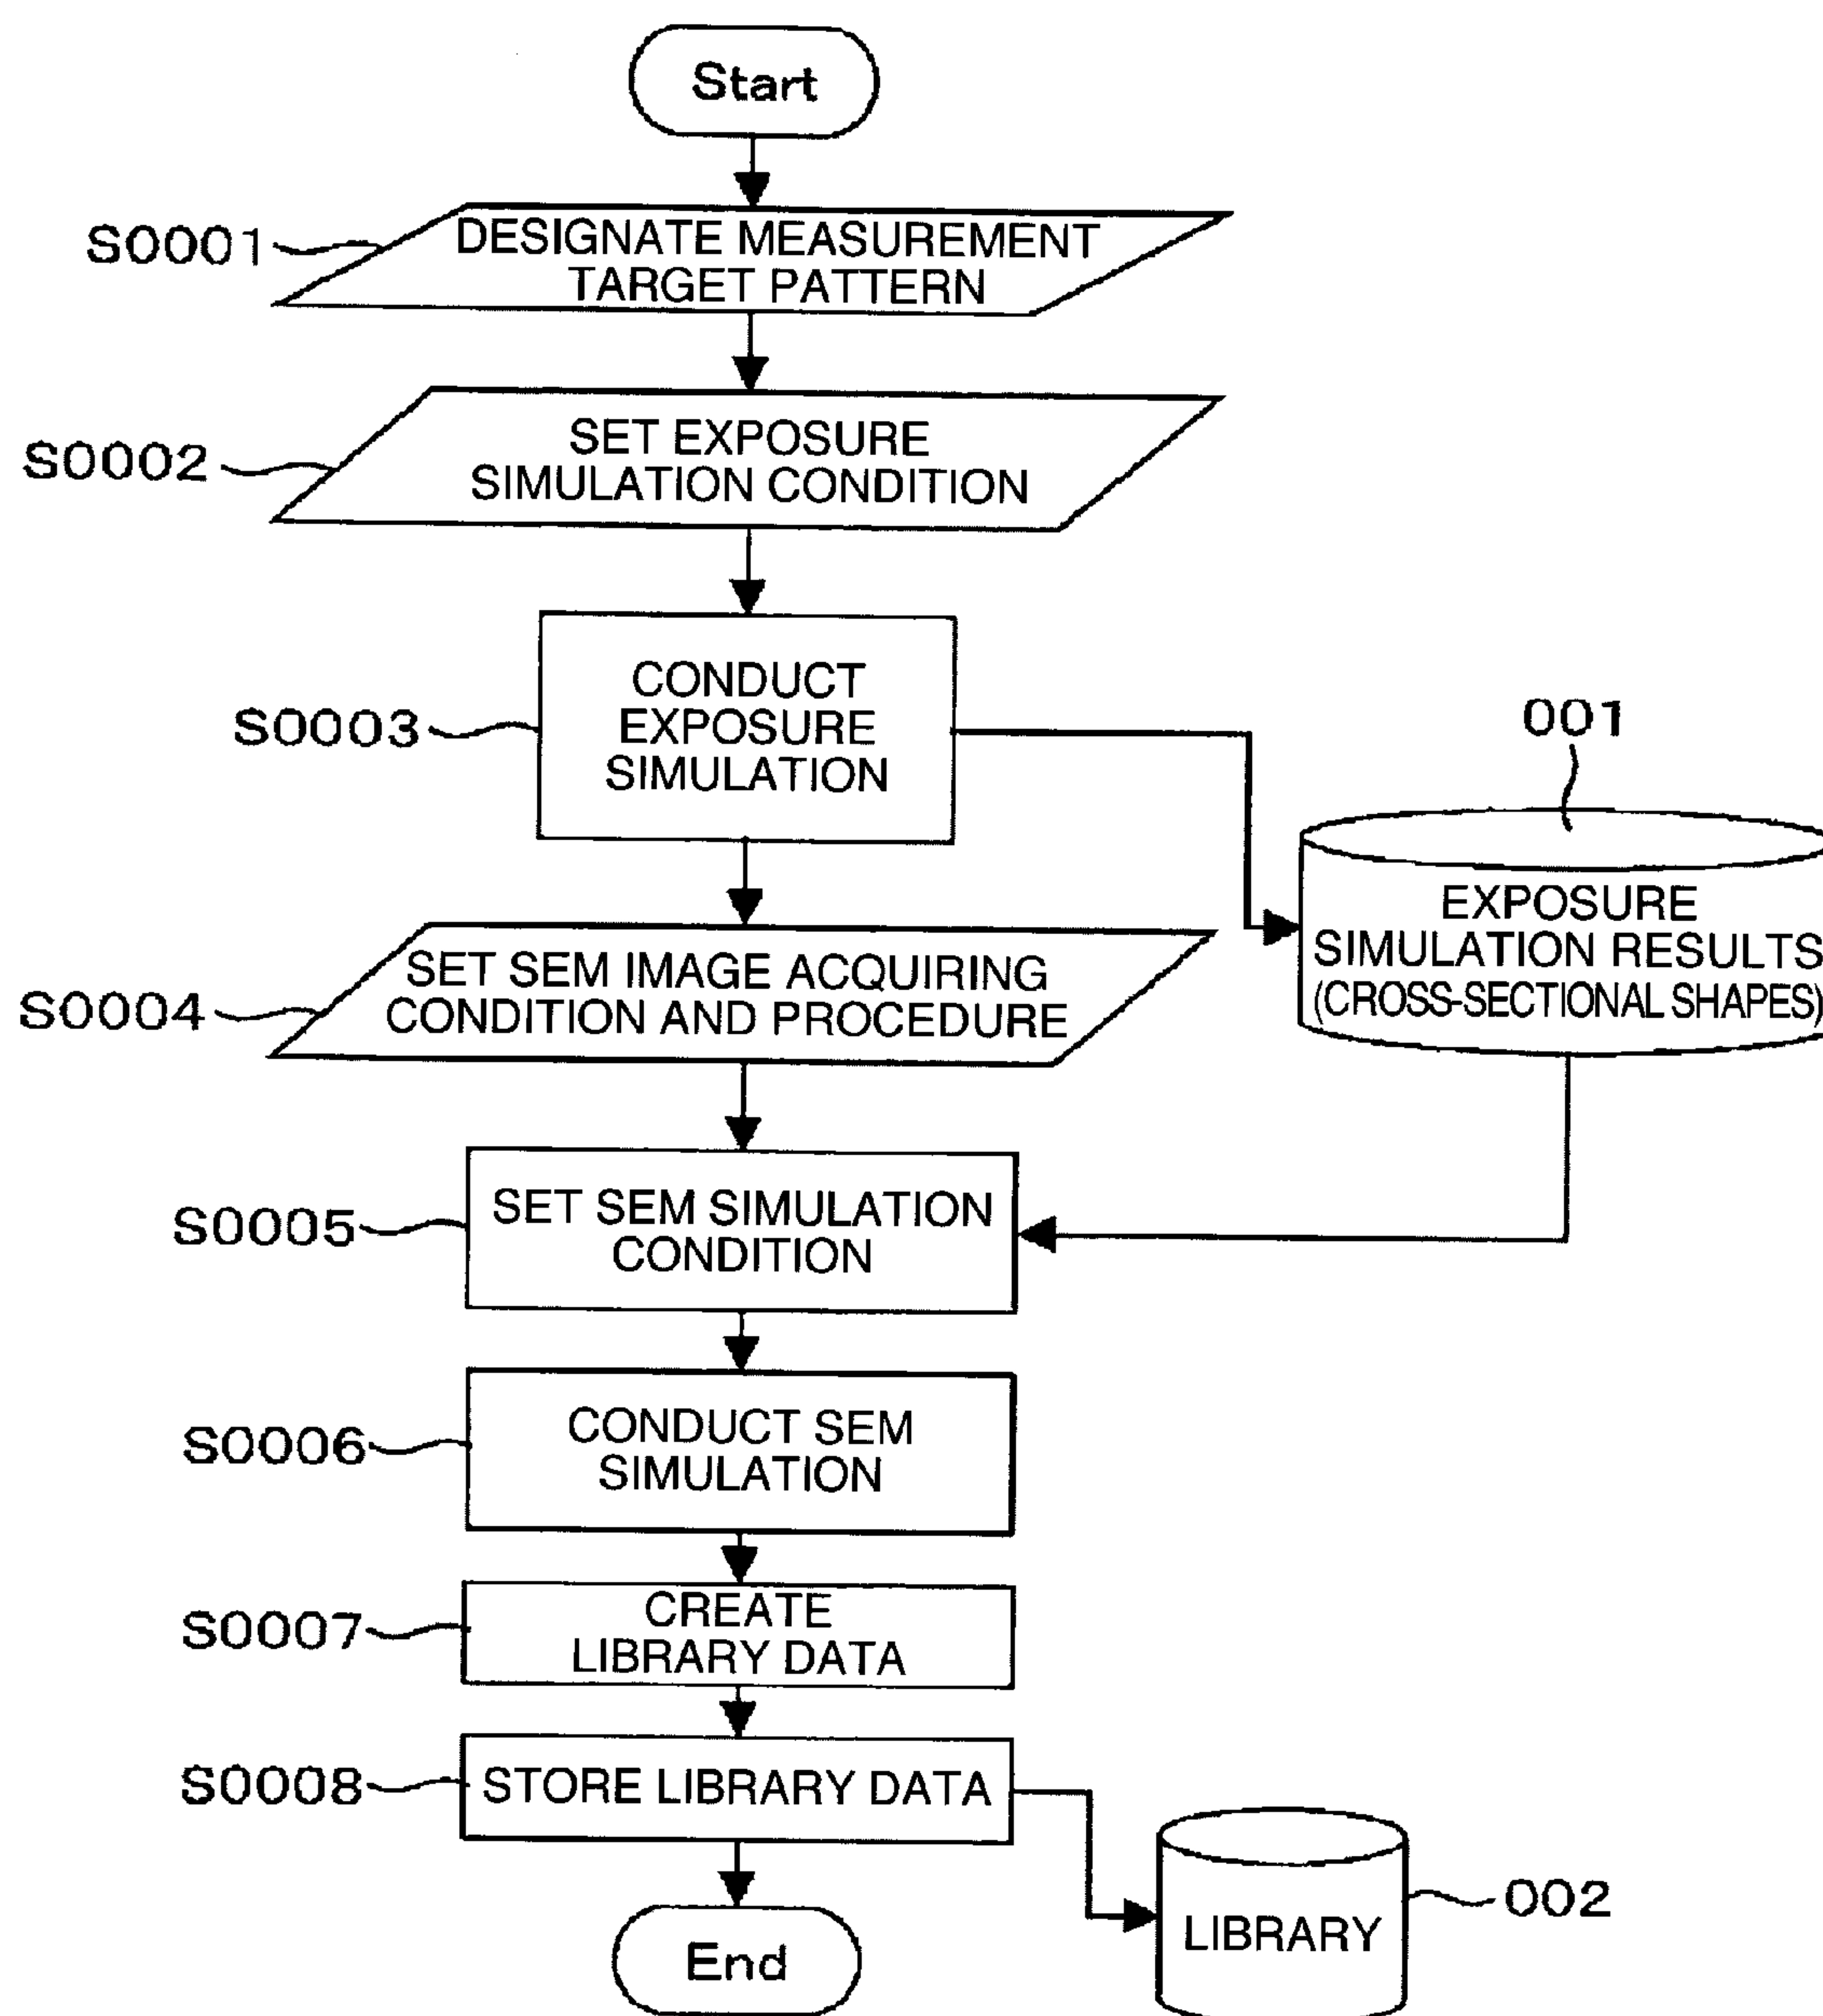 Start
S0001
DESIGNATE MEASUREMENT
TARGET PATTERN
S0002
SET EXPOSURE
SIMULATION CONDITION
S0003
CONDUCT
EXPOSURE
SIMULATION
001
EXPOSURE
SIMULATION RESULTS
(CROSS-SECTIONAL SHAPES)
S0004
SET SEM IMAGE ACQUIRING
CONDITION AND PROCEDURE
S0005
SET SEM SIMULATION
CONDITION
S0006
CONDUCT SEM
SIMULATION
S0007
CREATE
LIBRARY DATA
S0008
STORE LIBRARY DATA
002
LIBRARY
End